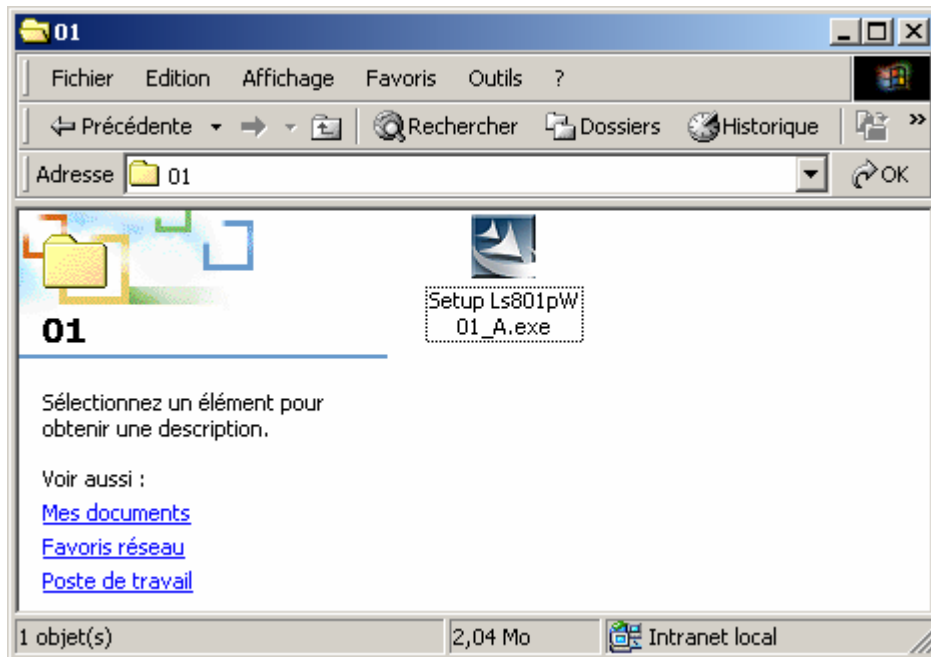 01
Fichier Edition Affichage Favoris Outils ?
Précédente Rechercher Dossiers Historique »
Adresse 01 OK
Setup Ls801pW
01_A.exe
01
Sélectionnez un élément pour
obtenir une description.
Voir aussi :
Mes documents
Favoris réseau
Poste de travail
1 objet(s) 2,04 Mo Intranet local